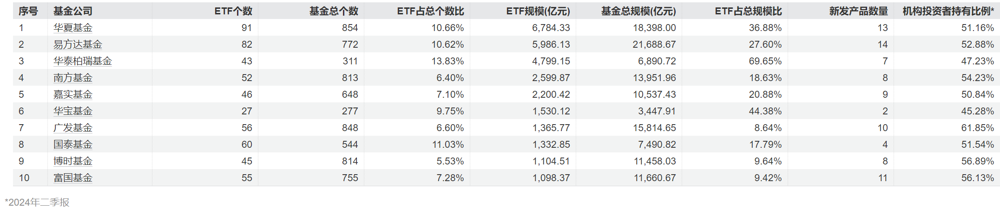 序号 基金公司 ETF个数 基金总个数 ETF占总个数比 ETF规模(亿元) 基金总规模(亿元) ETF占总规模比 新发产品数量 机构投资者持有比例*
1 华夏基金 91 854 10.66% 6,784.33 18,398.00 36.88% 13 51.16%
2 易方达基金 82 772 10.62% 5,986.13 21,688.67 27.60% 14 52.88%
3 华泰柏瑞基金 43 311 13.83% 4,799.15 6,890.72 69.65% 7 47.23%
4 南方基金 52 813 6.40% 2,599.87 13,951.96 18.63% 8 54.23%
5 嘉实基金 46 648 7.10% 2,200.42 10,537.43 20.88% 9 50.84%
6 华宝基金 27 277 9.75% 1,530.12 3,447.91 44.38% 2 45.28%
7 广发基金 56 848 6.60% 1,365.77 15,814.65 8.64% 10 61.85%
8 国泰基金 60 544 11.03% 1,332.85 7,490.82 17.79% 4 51.54%
9 博时基金 45 814 5.53% 1,104.51 11,458.03 9.64% 8 56.89%
10 富国基金 55 755 7.28% 1,098.37 11,660.67 9.42% 11 56.13%
*2024年二季报